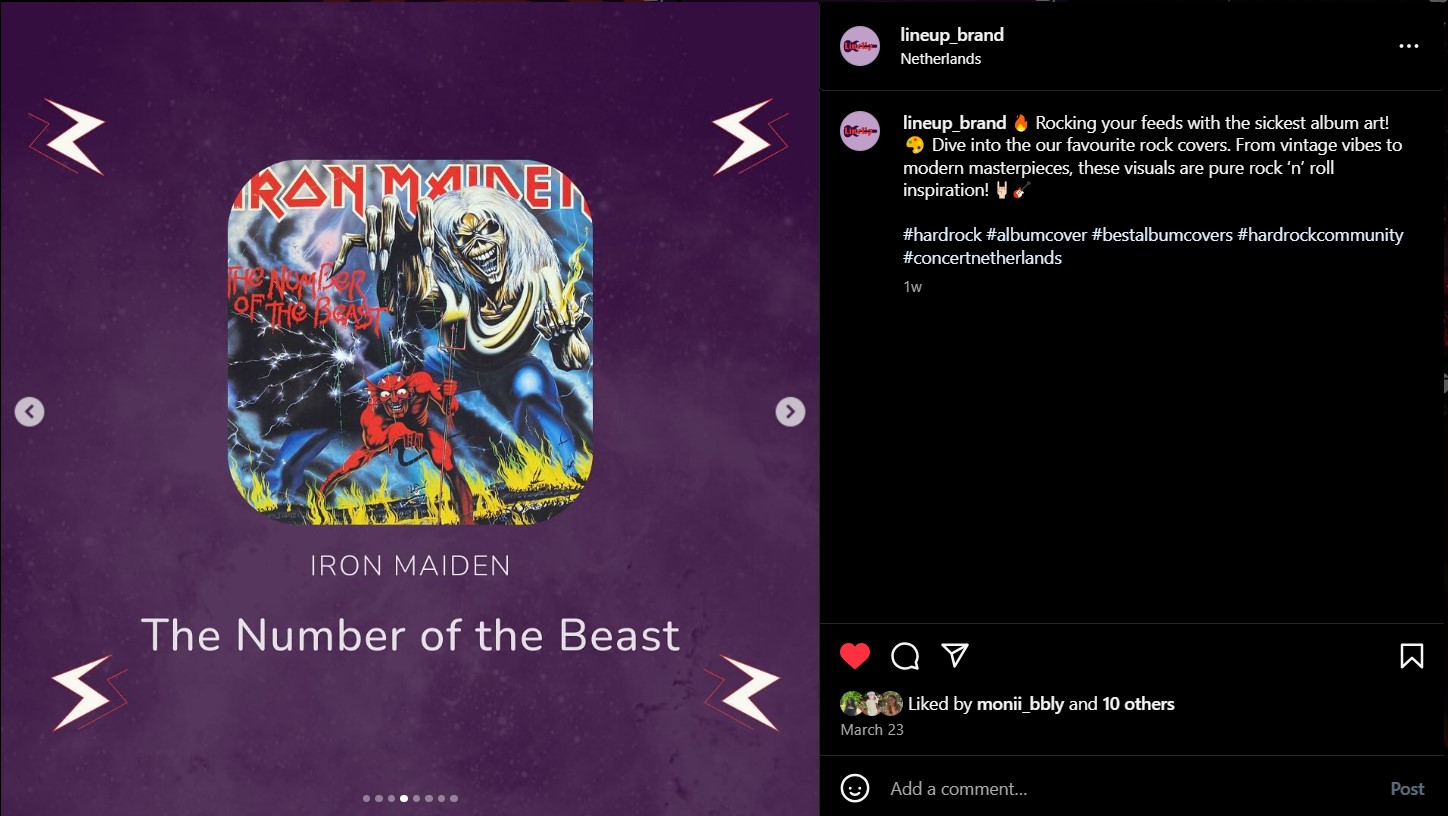 IRON MAIDEN
THE NUMBER
OF THE BEAST
IRON MAIDEN
The Number of the Beast
lineup_brand
Netherlands
lineup_brand 🔥 Rocking your feeds with the sickest album art!
🎨 Dive into the our favourite rock covers. From vintage vibes to
modern masterpieces, these visuals are pure rock ‘n’ roll
inspiration! 🤘🏻🎸
#hardrock #albumcover #bestalbumcovers #hardrockcommunity
#concertnetherlands
1w
Liked by monii_bbly and 10 others
March 23
Add a comment...
Post